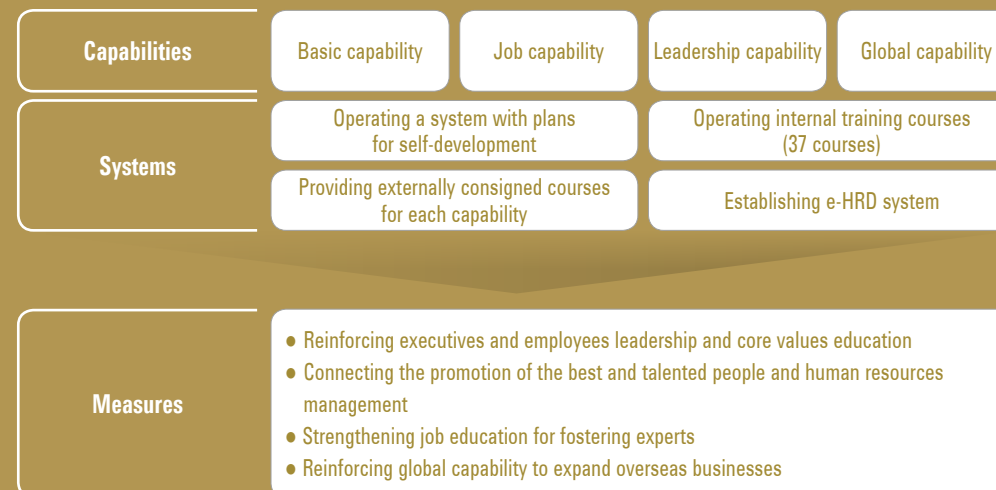 Capabilities
Basic capability
Job capability
Leadership capability
Global capability
Systems
Operating a system with plans
for self-development
Operating internal training courses
(37 courses)
Providing externally consigned courses
for each capability
Establishing e-HRD system
Measures
● Reinforcing executives and employees leadership and core values education
● Connecting the promotion of the best and talented people and human resources
management
● Strengthening job education for fostering experts
● Reinforcing global capability to expand overseas businesses